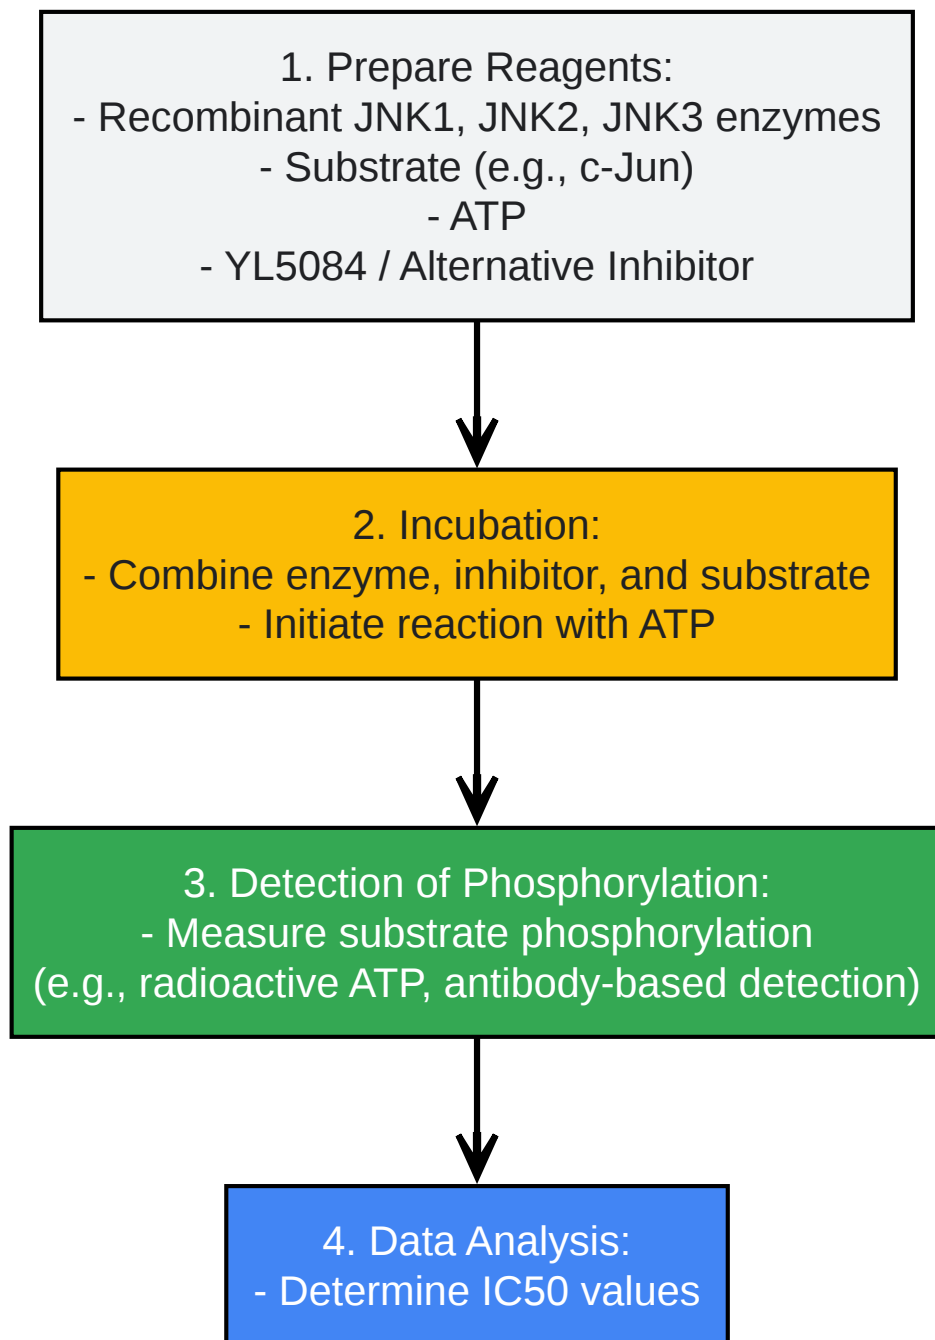 1. Prepare Reagents:
- Recombinant JNK1, JNK2, JNK3 enzymes
- Substrate (e.g., c-Jun)
- ATP
- YL5084 / Alternative Inhibitor
2. Incubation:
- Combine enzyme, inhibitor, and substrate
- Initiate reaction with ATP
3. Detection of Phosphorylation:
- Measure substrate phosphorylation
(e.g., radioactive ATP, antibody-based detection)
4. Data Analysis:
- Determine IC50 values